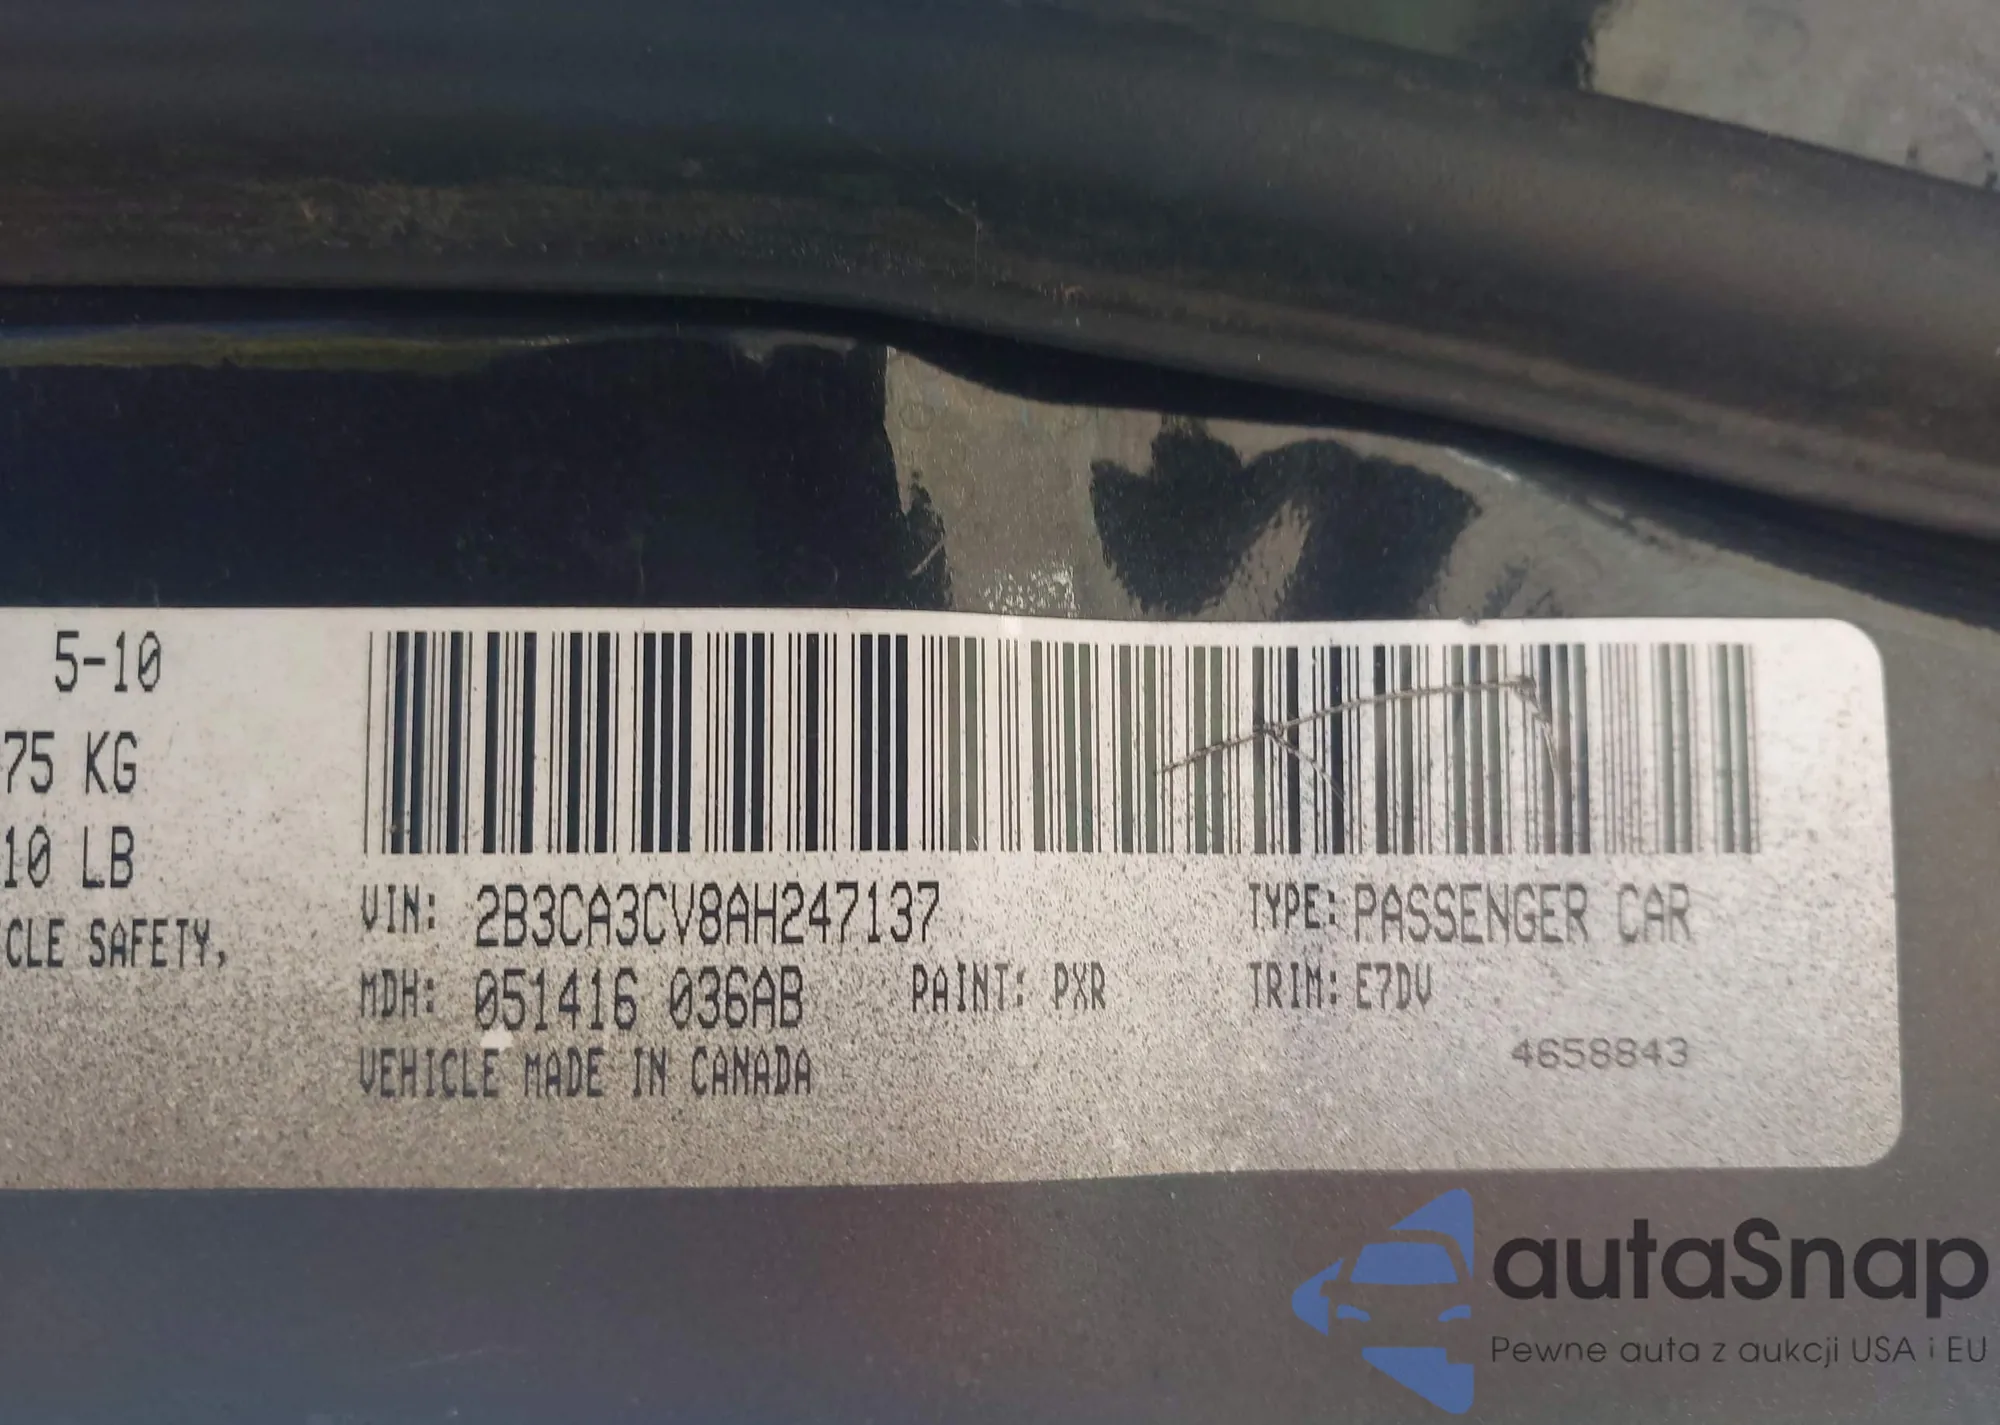 5-10
75 KG
10 LB
CLE SAFETY,
VIN: 2B3CA3CV8AH247137
TYPE: PASSENGER CAR
MDH: 051416 036AB
PAINT: PXR
TRIM: E7DV
VEHICLE MADE IN CANADA
4658843
autaSnap
Pewne auta z aukcji USA i EU